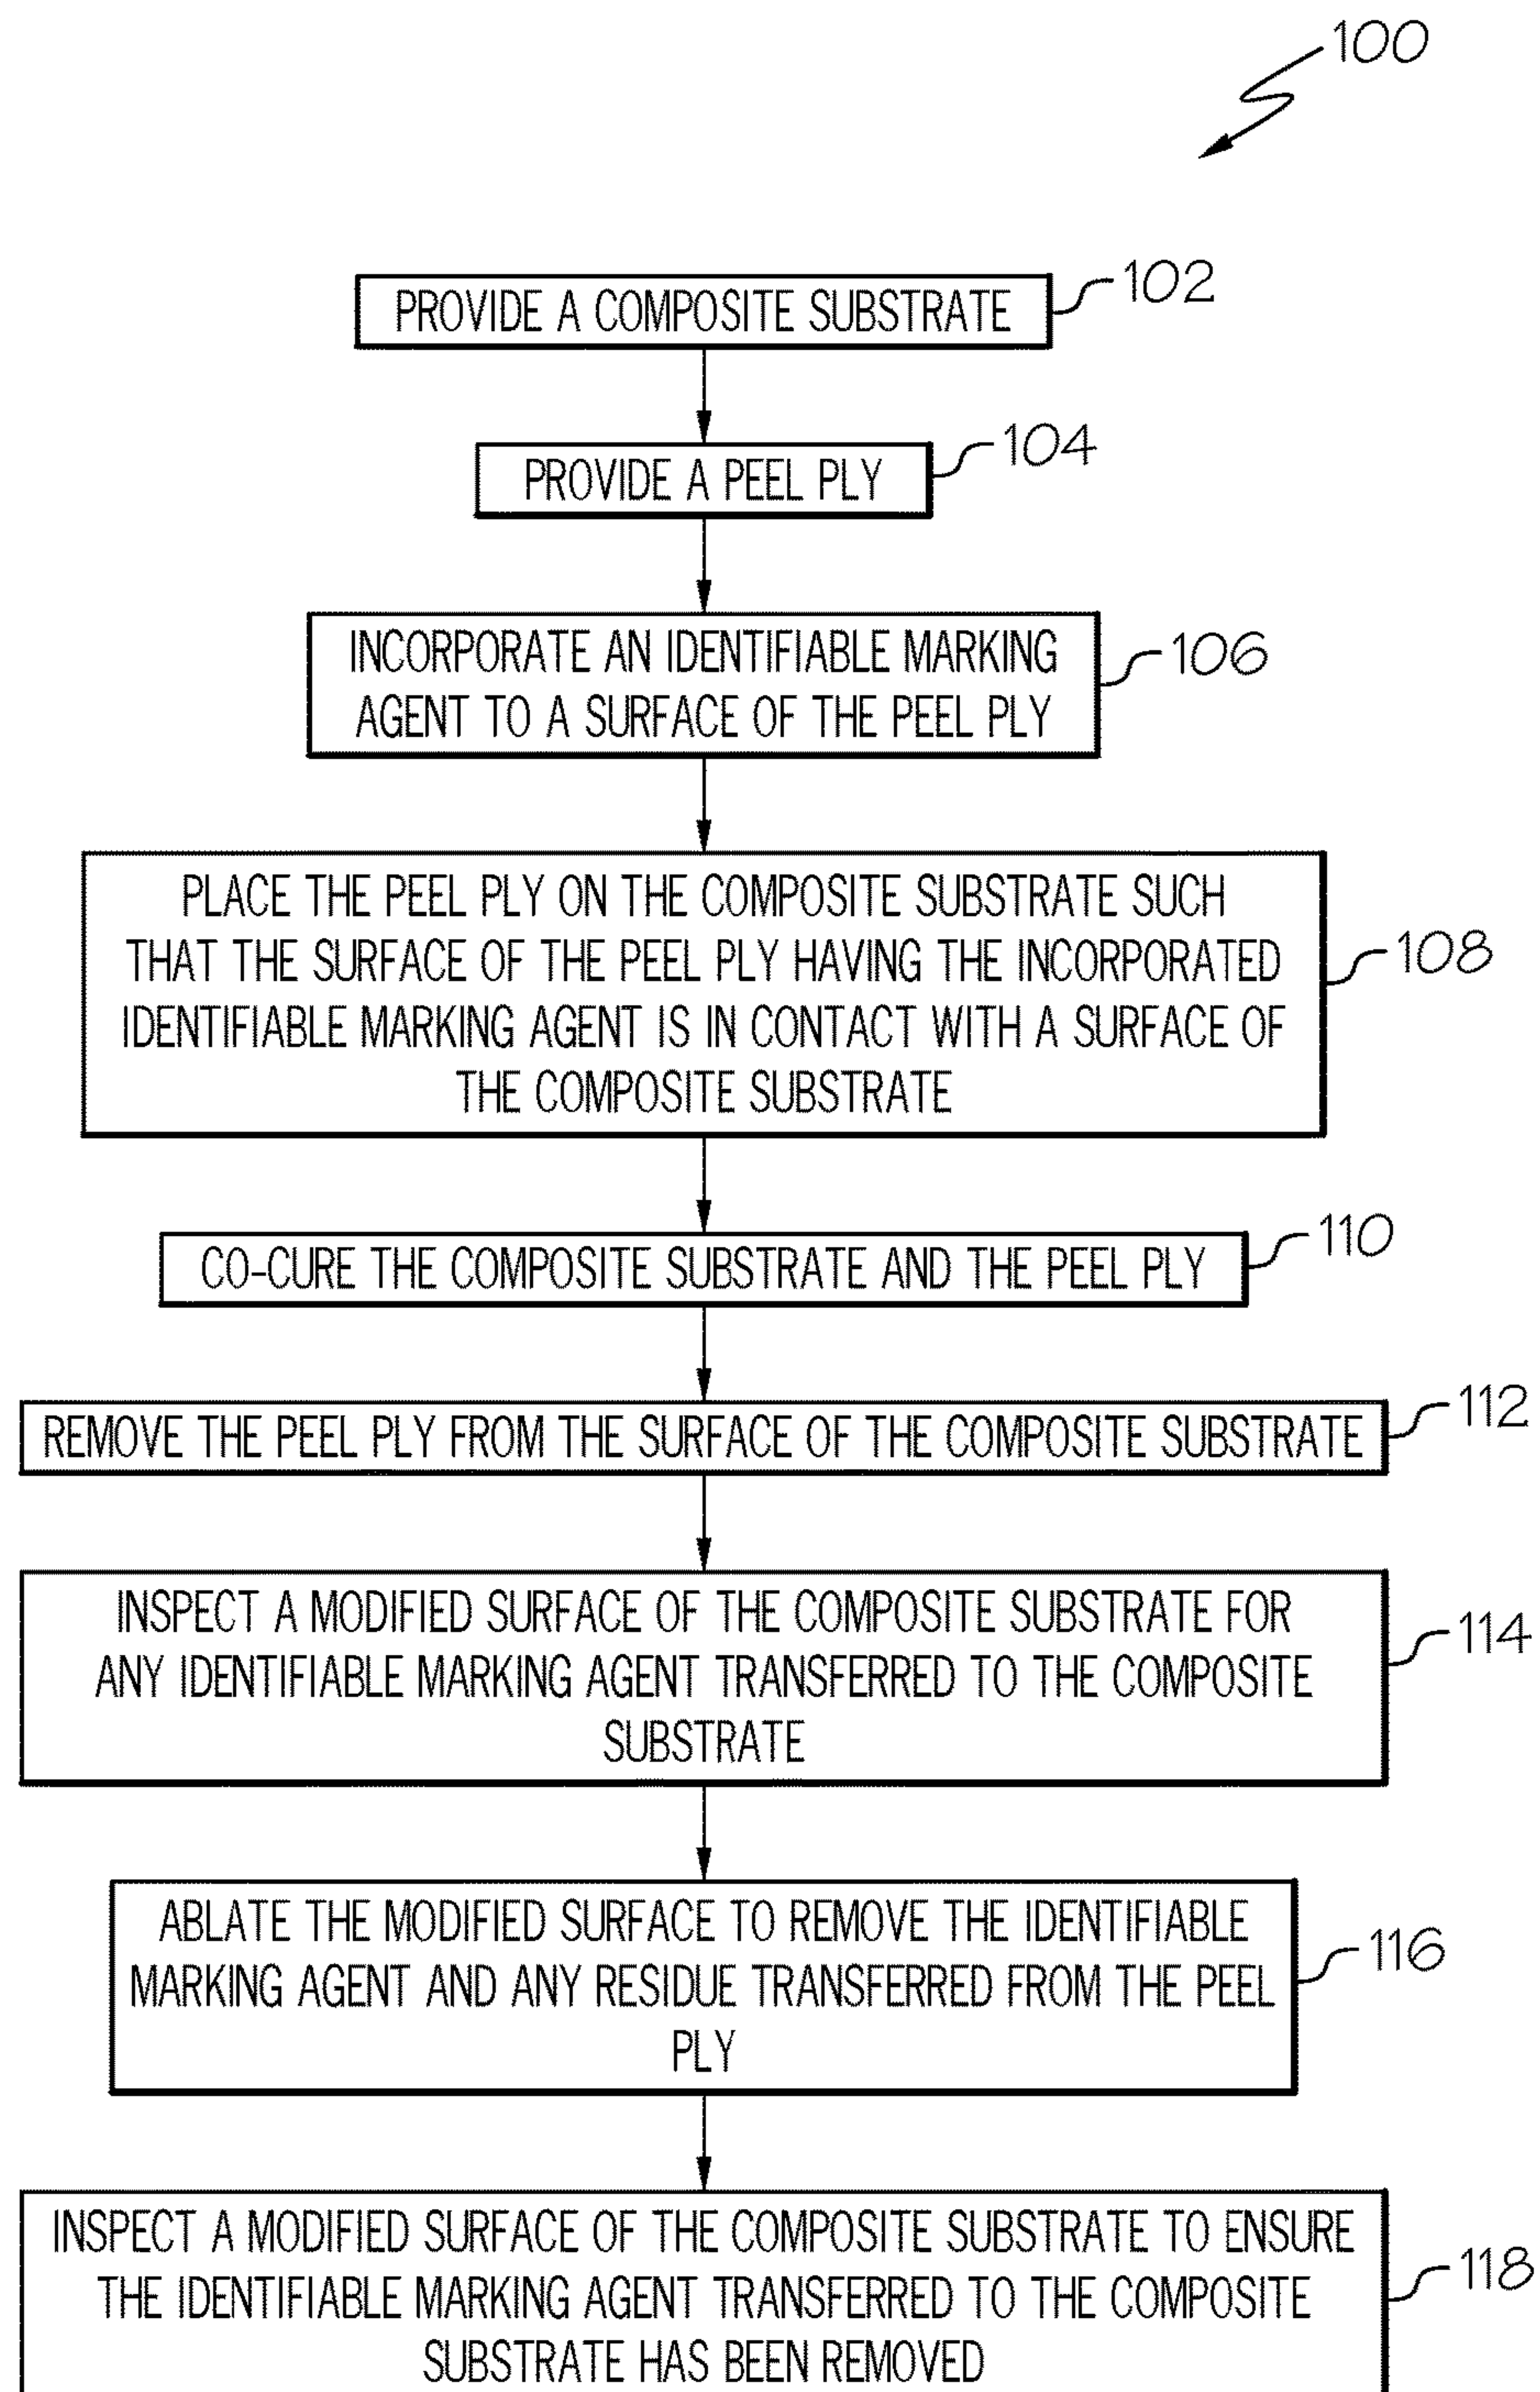 100
PROVIDE A COMPOSITE SUBSTRATE
102
PROVIDE A PEEL PLY
104
INCORPORATE AN IDENTIFIABLE MARKING
AGENT TO A SURFACE OF THE PEEL PLY
106
PLACE THE PEEL PLY ON THE COMPOSITE SUBSTRATE SUCH
THAT THE SURFACE OF THE PEEL PLY HAVING THE INCORPORATED
IDENTIFIABLE MARKING AGENT IS IN CONTACT WITH A SURFACE OF
THE COMPOSITE SUBSTRATE
108
CO-CURE THE COMPOSITE SUBSTRATE AND THE PEEL PLY
110
REMOVE THE PEEL PLY FROM THE SURFACE OF THE COMPOSITE SUBSTRATE
112
INSPECT A MODIFIED SURFACE OF THE COMPOSITE SUBSTRATE FOR
ANY IDENTIFIABLE MARKING AGENT TRANSFERRED TO THE COMPOSITE
SUBSTRATE
114
ABLATE THE MODIFIED SURFACE TO REMOVE THE IDENTIFIABLE
MARKING AGENT AND ANY RESIDUE TRANSFERRED FROM THE PEEL
PLY
116
INSPECT A MODIFIED SURFACE OF THE COMPOSITE SUBSTRATE TO ENSURE
THE IDENTIFIABLE MARKING AGENT TRANSFERRED TO THE COMPOSITE
SUBSTRATE HAS BEEN REMOVED
118